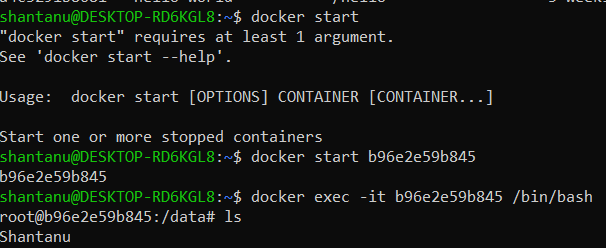 shantanu@DESKTOP-RD6KGL8:~$ docker start
"docker start" requires at least 1 argument.
See 'docker start --help'.
Usage:  docker start [OPTIONS] CONTAINER [CONTAINER...]
Start one or more stopped containers
shantanu@DESKTOP-RD6KGL8:~$ docker start b96e2e59b845
b96e2e59b845
shantanu@DESKTOP-RD6KGL8:~$ docker exec -it b96e2e59b845 /bin/bash
root@b96e2e59b845:/data# ls
Shantanu